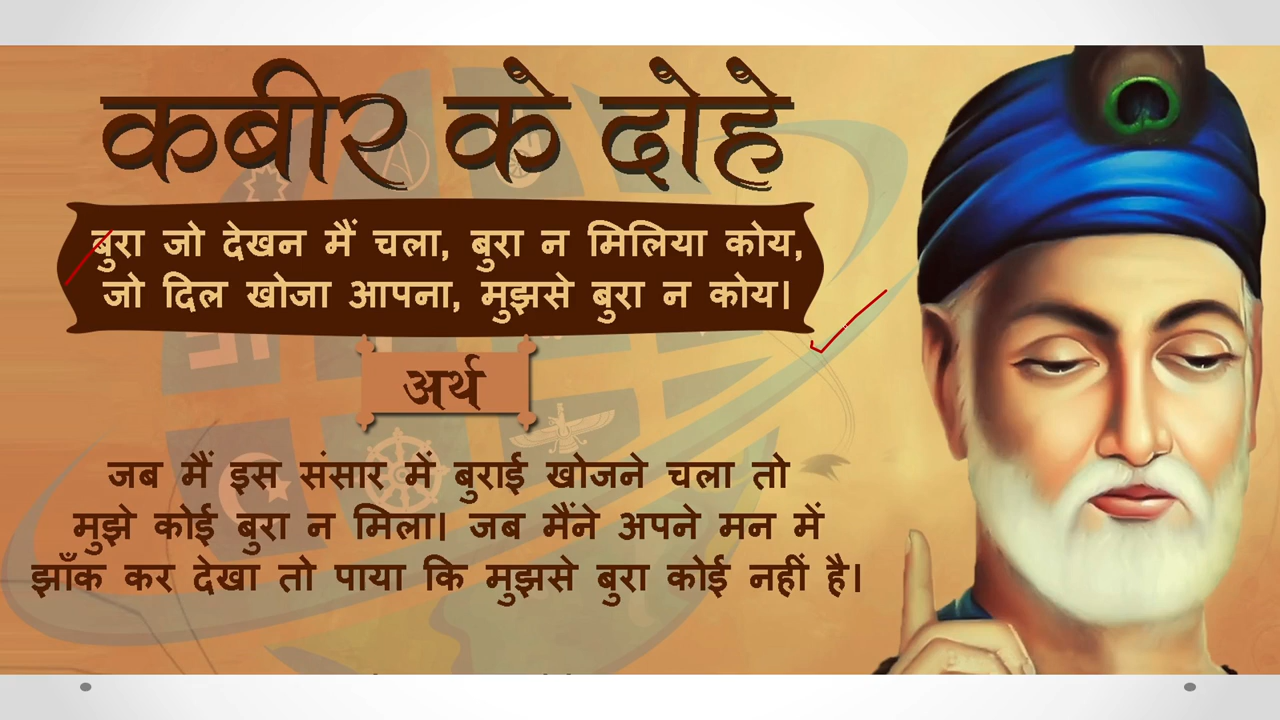 कबीर के दोहे
बुरा जो देखन मैं चला, बुरा न मिलिया कोय,
जो दिल खोजा आपना, मुझसे बुरा न कोय।
अर्थ
जब मैं इस संसार में बुराई खोजने चला तो
मुझे कोई बुरा न मिला। जब मैंने अपने मन में
झाँक कर देखा तो पाया कि मुझसे बुरा कोई नहीं है।